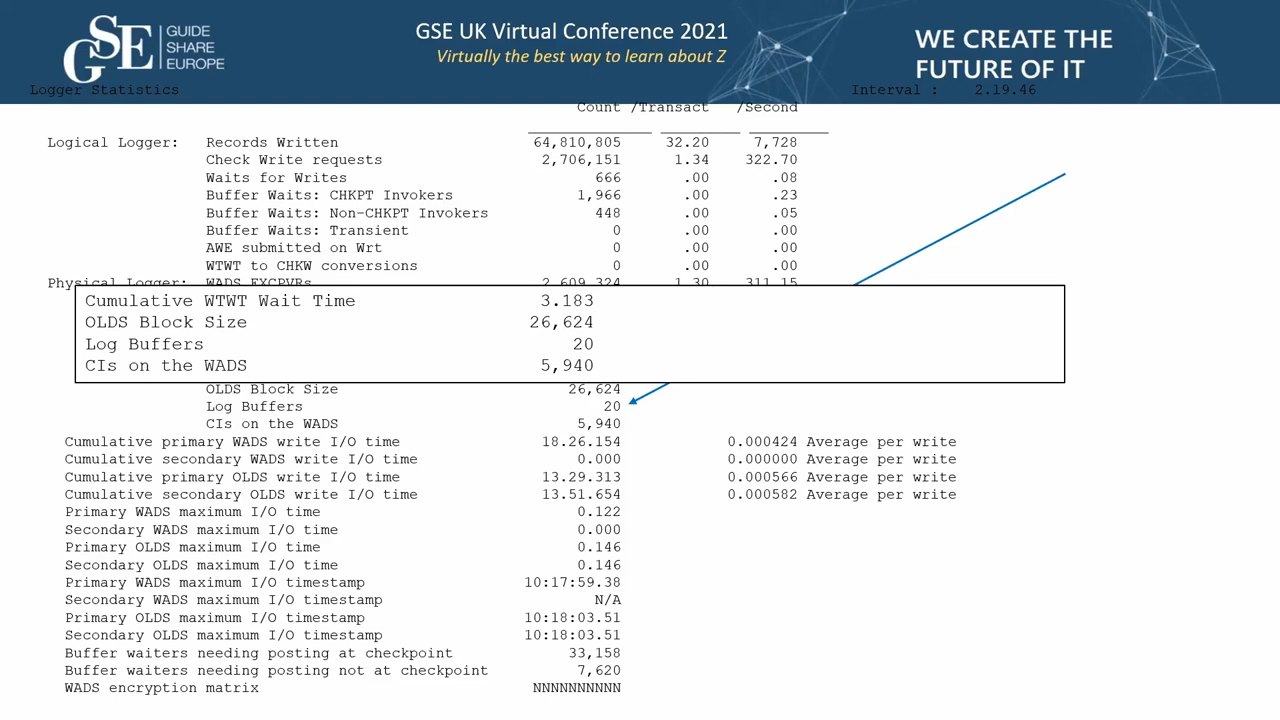 GSE GUIDE SHARE EUROPE
GSE UK Virtual Conference 2021
Virtually the best way to learn about Z
WE CREATE THE
FUTURE OF IT
Logger Statistics Interval : 2.19.46
Count /Transact /Second
Logical Logger: Records Written 64,810,805 32.20 7,728
Check Write requests 2,706,151 1.34 322.70
Waits for Writes 666 .00 .08
Buffer Waits: CHKPT Invokers 1,966 .00 .23
Buffer Waits: Non-CHKPT Invokers 448 .00 .05
Buffer Waits: Transient 0 .00 .00
AWE submitted on Wrt 0 .00 .00
WTWT to CHKW conversions 0 .00 .00
Physical Logger: WADS EXCPVRs 2,609,324 1.30 311.15
Cumulative WTWT Wait Time 3.183
OLDS Block Size 26,624
Log Buffers 20
CIs on the WADS 5,940
OLDS Block Size 26,624
Log Buffers 20
CIs on the WADS 5,940
Cumulative primary WADS write I/O time 18.26.154 0.000424 Average per write
Cumulative secondary WADS write I/O time 0.000 0.000000 Average per write
Cumulative primary OLDS write I/O time 13.29.313 0.000566 Average per write
Cumulative secondary OLDS write I/O time 13.51.654 0.000582 Average per write
Primary WADS maximum I/O time 0.122
Secondary WADS maximum I/O time 0.000
Primary OLDS maximum I/O time 0.146
Secondary OLDS maximum I/O time 0.146
Primary WADS maximum I/O timestamp 10:17:59.38
Secondary WADS maximum I/O timestamp N/A
Primary OLDS maximum I/O timestamp 10:18:03.51
Secondary OLDS maximum I/O timestamp 10:18:03.51
Buffer waiters needing posting at checkpoint 33,158
Buffer waiters needing posting not at checkpoint 7,620
WADS encryption matrix NNNNNNNNNN